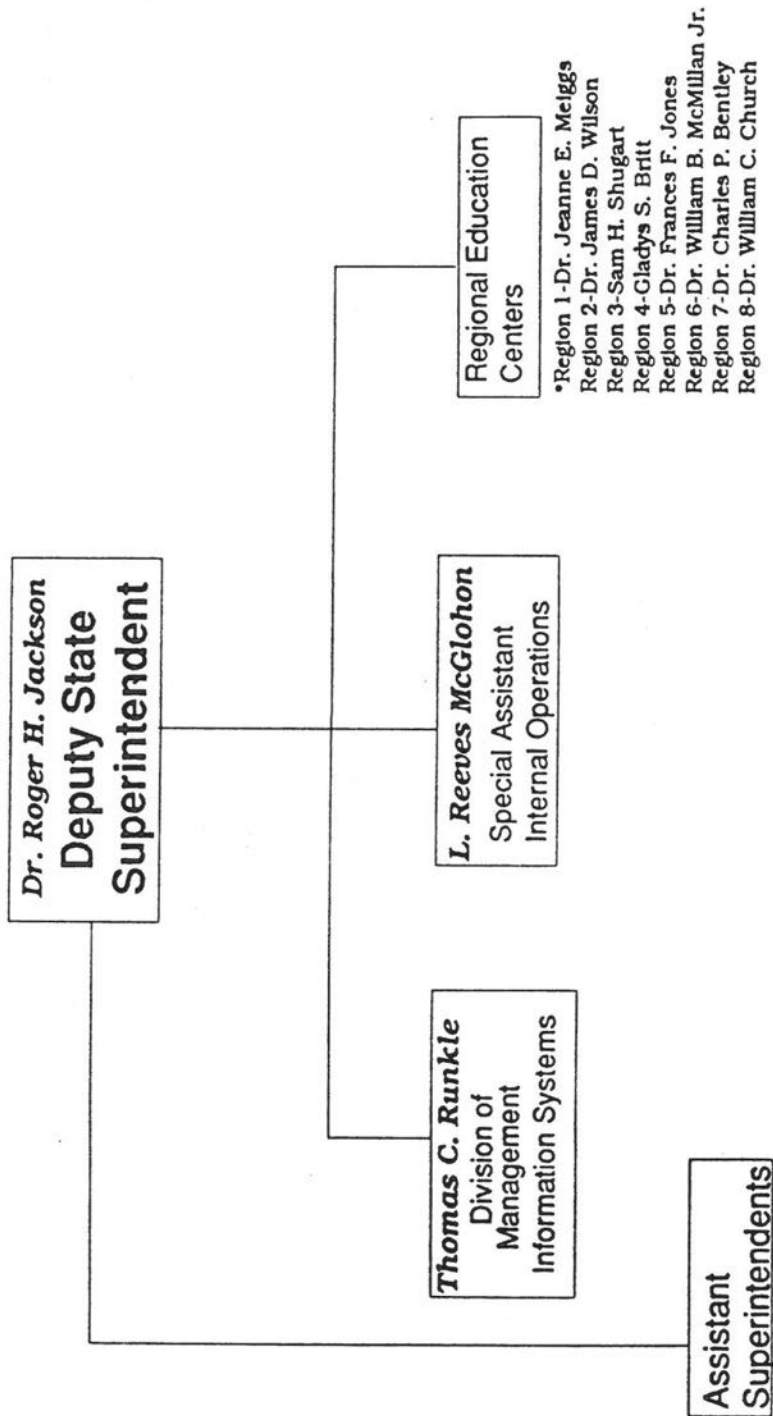 Dr. Roger H. Jackson
Deputy State
Superintendent
Thomas C. Runkle
Division of
Management
Information Systems
L. Reeves McGlohon
Special Assistant
Internal Operations
Regional Education
Centers
*Region 1-Dr. Jeanne E. Meiggs
Region 2-Dr. James D. Wilson
Region 3-Sam H. Shugart
Region 4-Gladys S. Britt
Region 5-Dr. Frances F. Jones
Region 6-Dr. William B. McMillan Jr.
Region 7-Dr. Charles P. Bentley
Region 8-Dr. William C. Church
Assistant
Superintendents